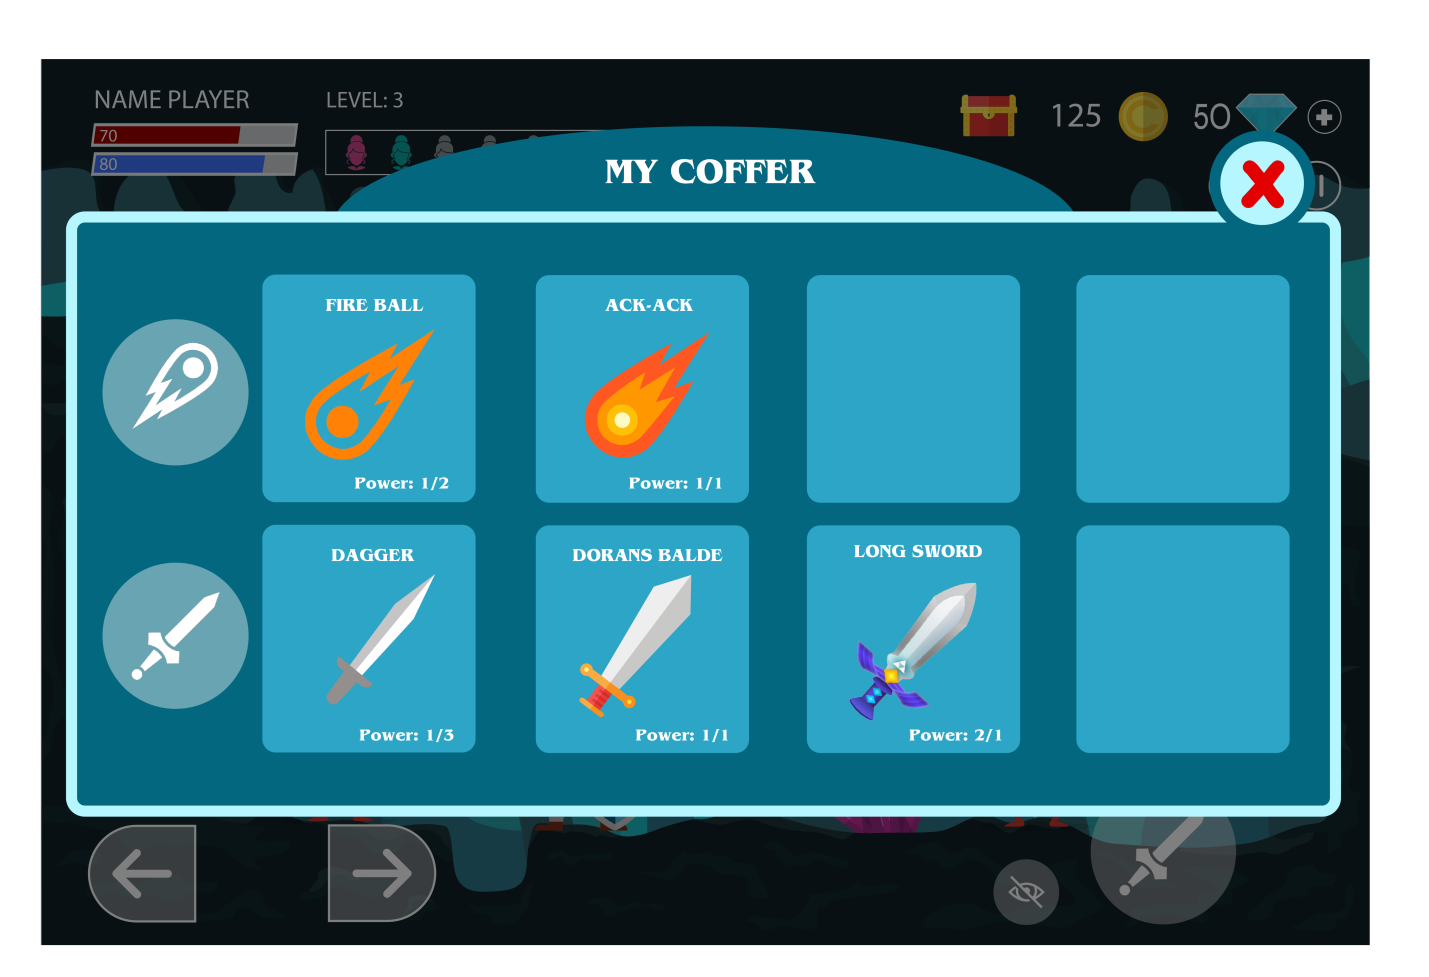 NAME PLAYER
LEVEL: 3
70
80
125
50
MY COFFER
FIRE BALL
ACK-ACK
Power: 1/2
Power: 1/1
DAGGER
DORANS BALDE
LONG SWORD
Power: 1/3
Power: 1/1
Power: 2/1